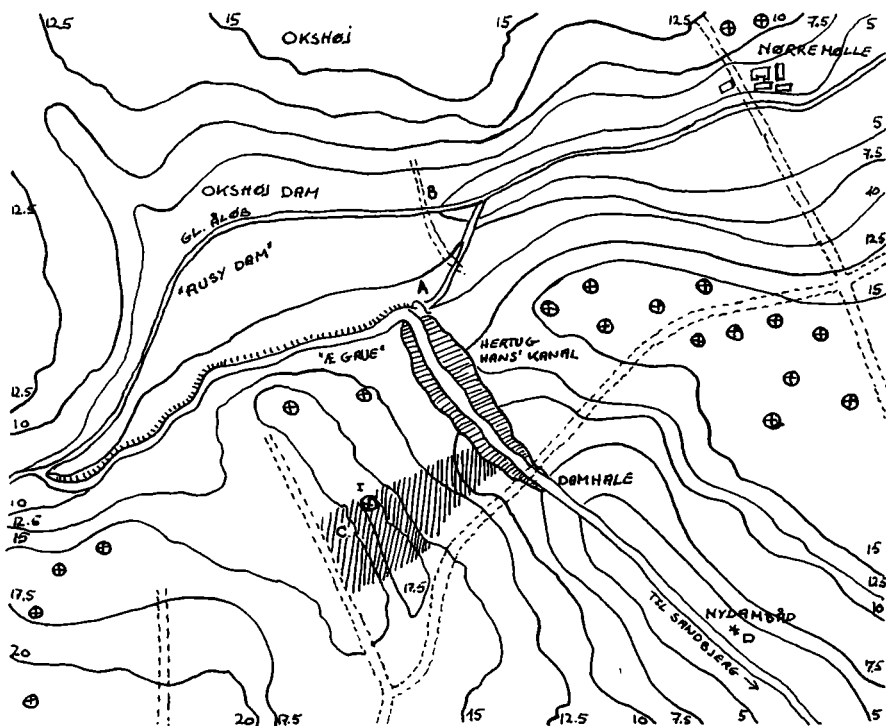 12.5
15
OKSHØJ
15
12.5
10
7.5
5
NØRREMØLLE
5
7.5
10
12.5
15
12.5
OKSHØJ DAM
B
GL. ÅLØB
"RUSY DAM"
A
HERTUG
HANS' KANAL
"Æ GRUE"
12.5
10
I
C
17.5
DAMHALE
10
12.5
15
17.5
20
15
12.5
10
NYDAMBÅD
D
TIL SANDBJERG
7.5
5
20
17.5
15
12.5
10
7.5
5